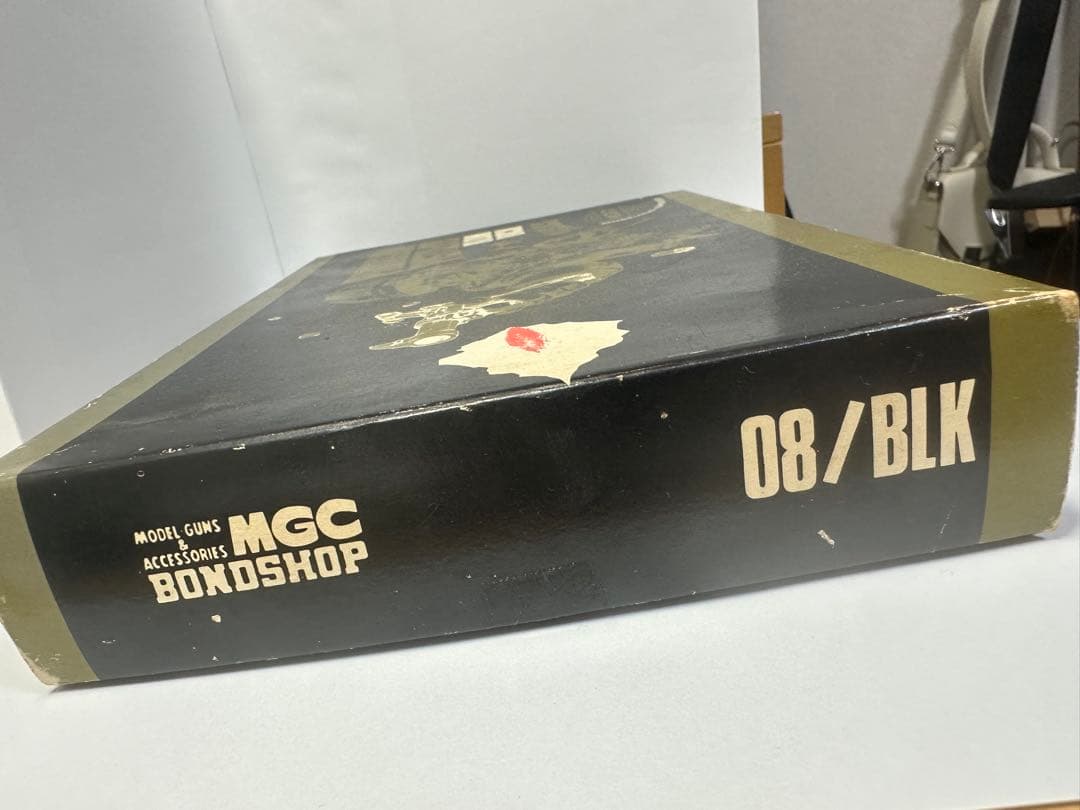 MODEL GUNS
&
ACCESSORIES
MGC
BONDSHOP
08/BLK